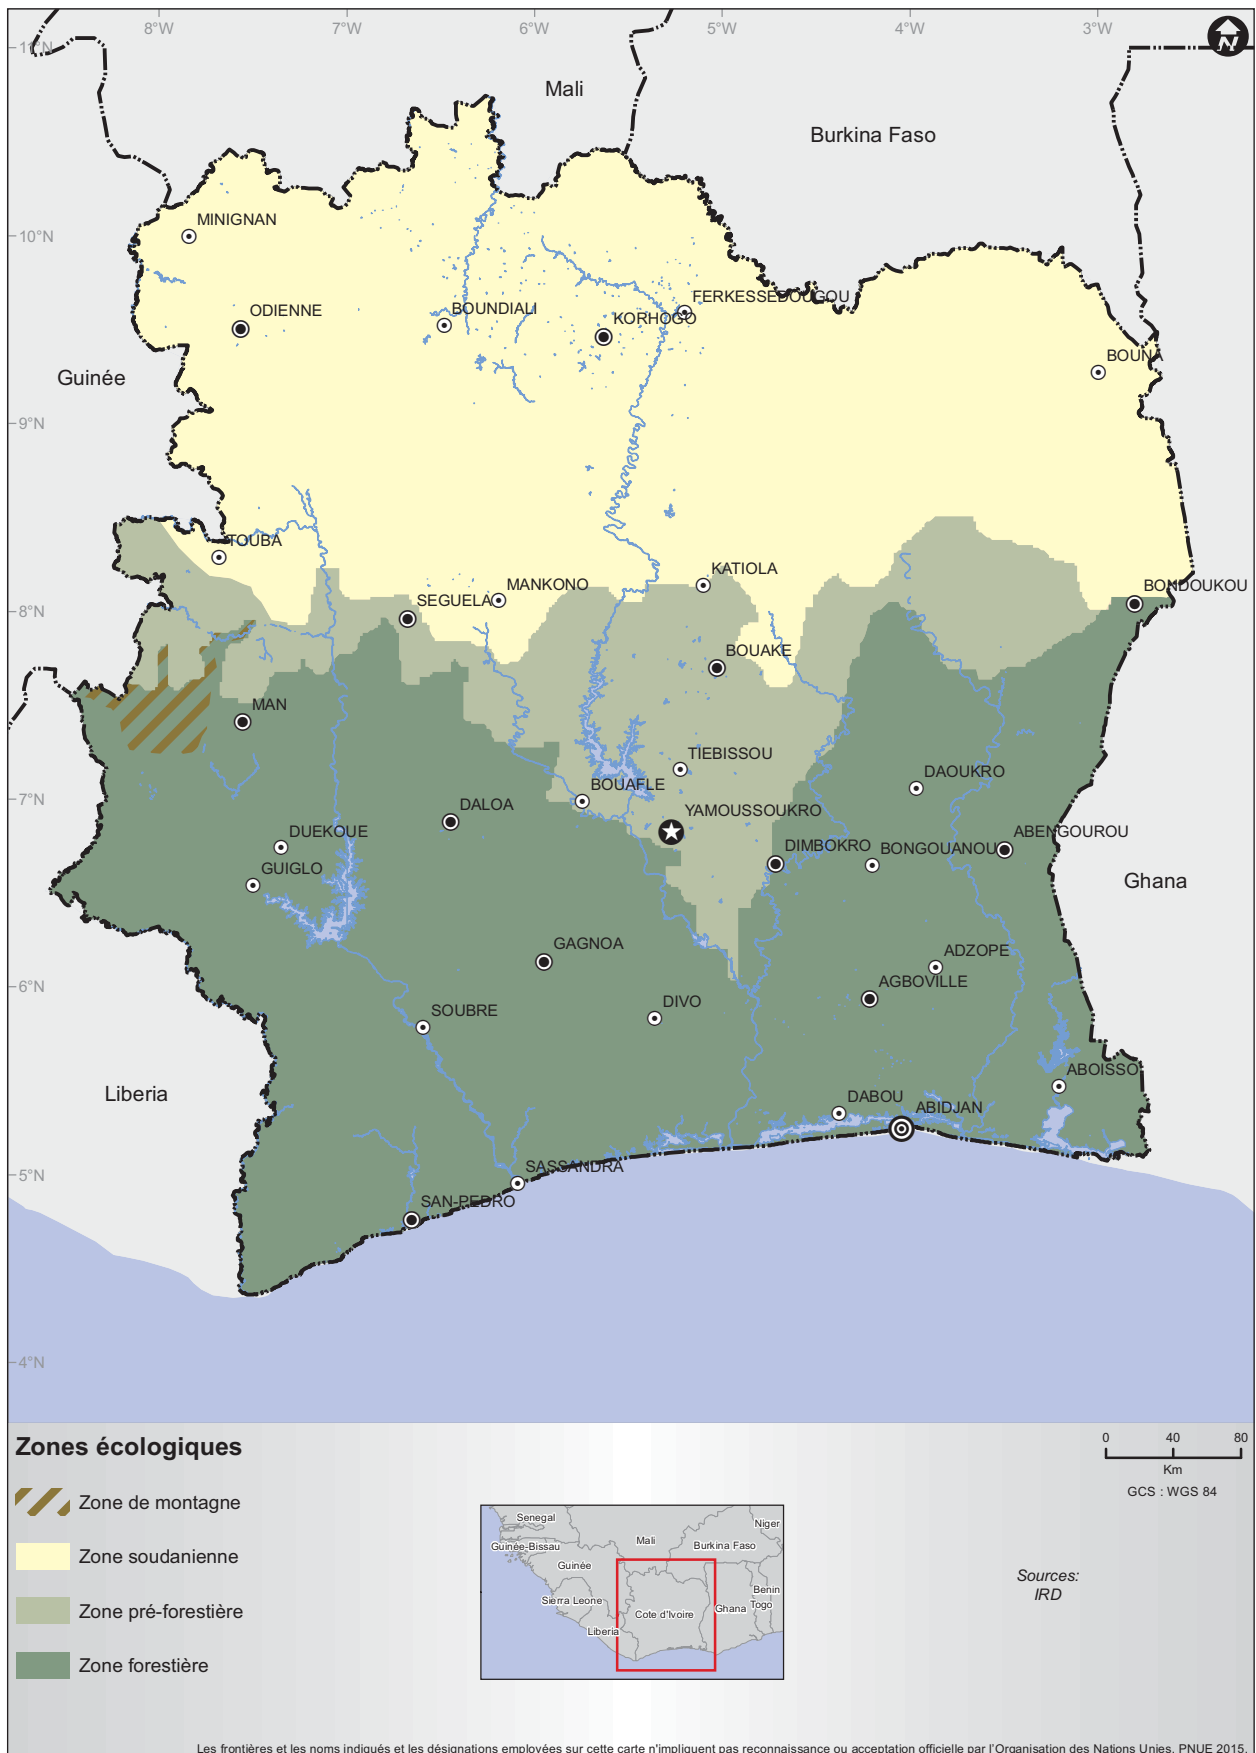 8°W 7°W 6°W 5°W 4°W 3°W
11°N
N
Mali
Burkina Faso
MINIGNAN
10°N
ODIENNE
BOUNDIALI
FERKESSEDOUGOU
KORHOGO
BOUNA
Guinée
9°N
TOUBA
KATIOLA
MANKONO
SEGUELA
BONDOUKOU
8°N
BOUAKE
MAN
TIEBISSOU
DAOUKRO
BOUAFLE
7°N
DALOA
YAMOUSSOUKRO
DUEKOUE
DIMBOKRO
BONGOUANOU
ABENGOUROU
GUIGLO
Ghana
GAGNOA
ADZOPE
6°N
AGBOVILLE
DIVO
SOUBRE
Liberia
ABOISSO
DABOU
ABIDJAN
5°N
SASSANDRA
SAN-PEDRO
4°N
Zones écologiques
Zone de montagne
Zone soudanienne
Zone pré-forestière
Zone forestière
0 40 80
Km
GCS : WGS 84
Senegal
Niger
Mali
Guinée-Bissau
Burkina Faso
Guinée
Benin
Sierra Leone
Togo
Ghana
Cote d'Ivoire
Liberia
Sources:
IRD
Les frontières et les noms indiqués et les désignations employées sur cette carte n'impliquent pas reconnaissance ou acceptation officielle par l'Organisation des Nations Unies. PNUE 2015.